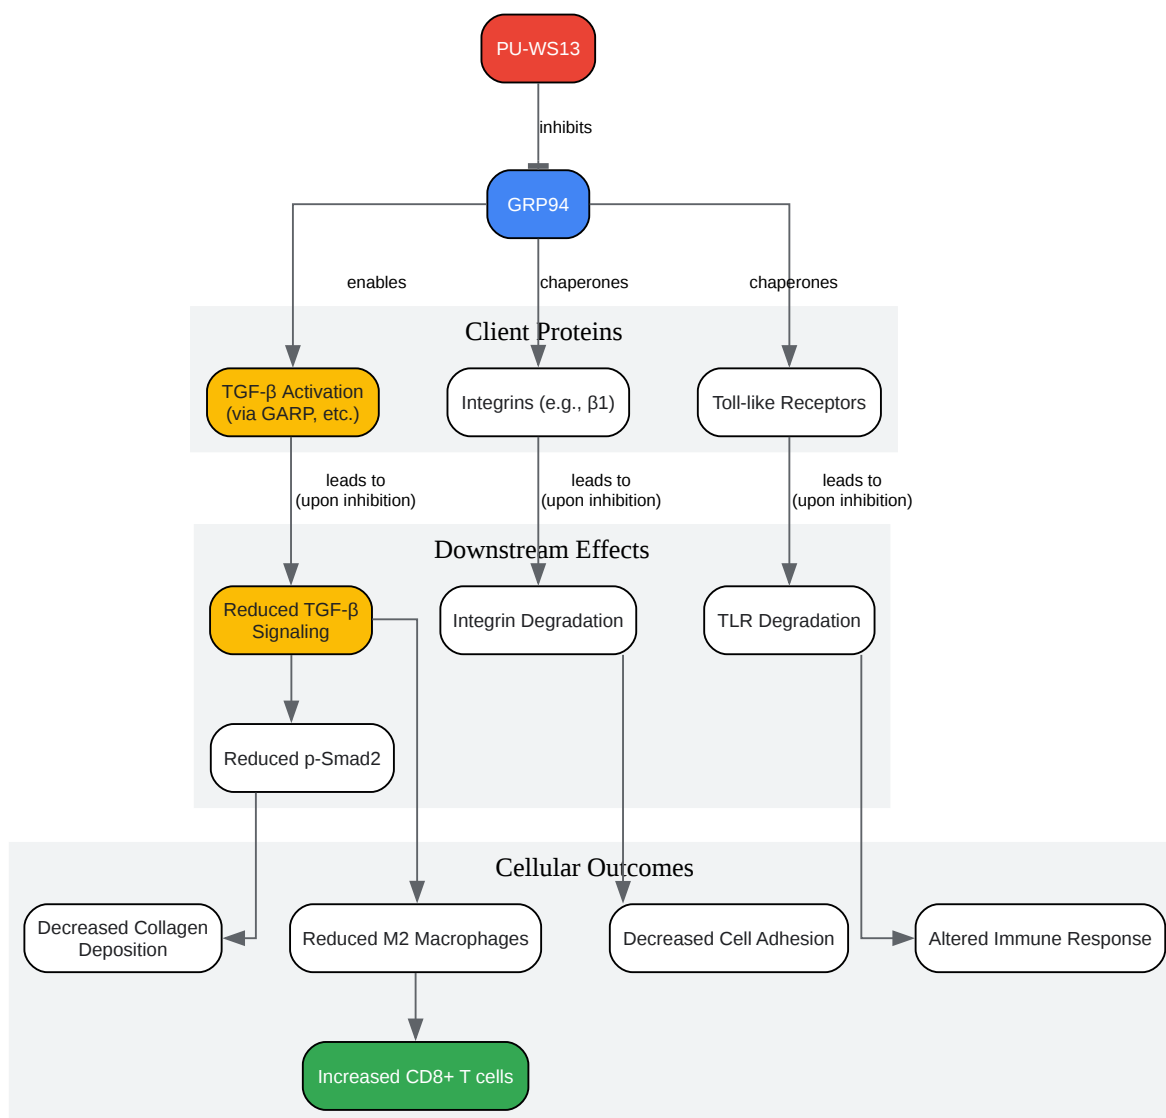 PU-WS13
inhibits
GRP94
enables
chaperones
chaperones
Client Proteins
TGF-β Activation
(via GARP, etc.)
Integrins (e.g., β1)
Toll-like Receptors
leads to
(upon inhibition)
leads to
(upon inhibition)
leads to
(upon inhibition)
Downstream Effects
Reduced TGF-β
Signaling
Integrin Degradation
TLR Degradation
Reduced p-Smad2
Cellular Outcomes
Decreased Collagen
Deposition
Reduced M2 Macrophages
Decreased Cell Adhesion
Altered Immune Response
Increased CD8+ T cells